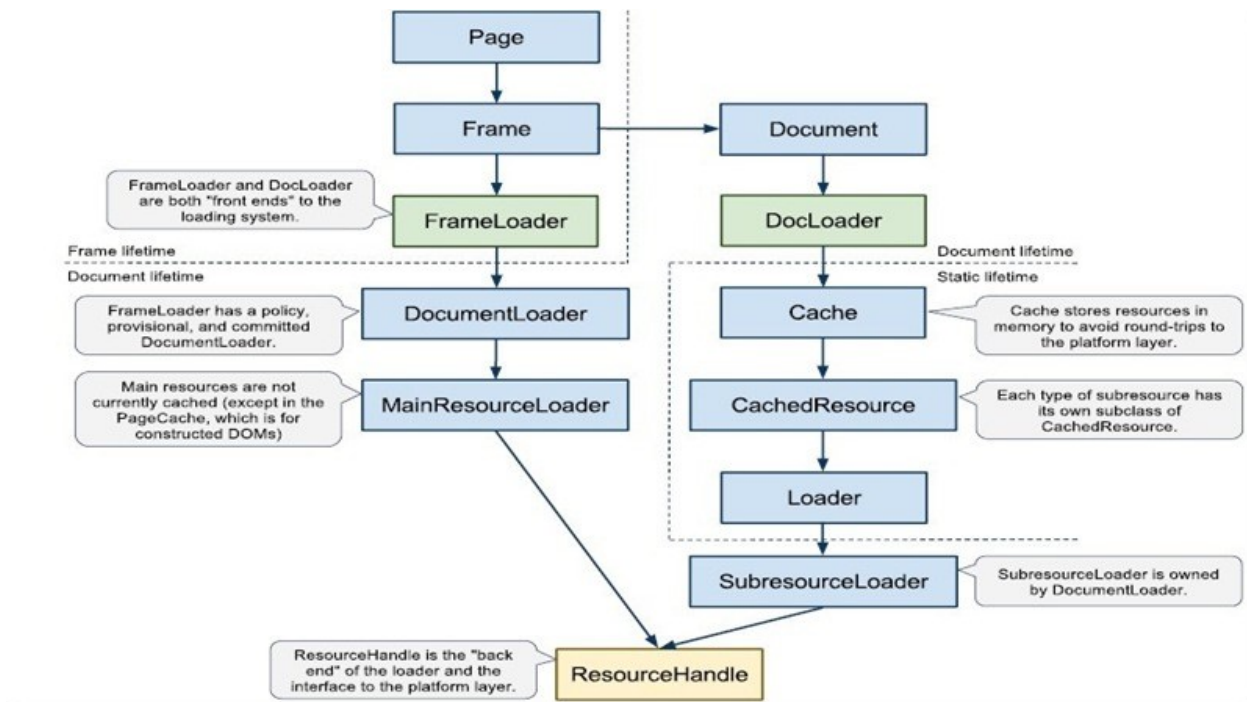 Page
Frame
Document
FrameLoader and DocLoader
are both "front ends" to the
loading system.
FrameLoader
DocLoader
Frame lifetime
Document lifetime
Document lifetime
Static lifetime
FrameLoader has a policy,
provisional, and committed
DocumentLoader.
DocumentLoader
Cache
Cache stores resources in
memory to avoid round-trips to
the platform layer.
Main resources are not
currently cached (except in the
PageCache, which is for
constructed DOMs)
MainResourceLoader
CachedResource
Each type of subresource has
its own subclass of
CachedResource.
Loader
SubresourceLoader
SubresourceLoader is owned
by DocumentLoader.
ResourceHandle is the "back
end" of the loader and the
interface to the platform layer.
ResourceHandle